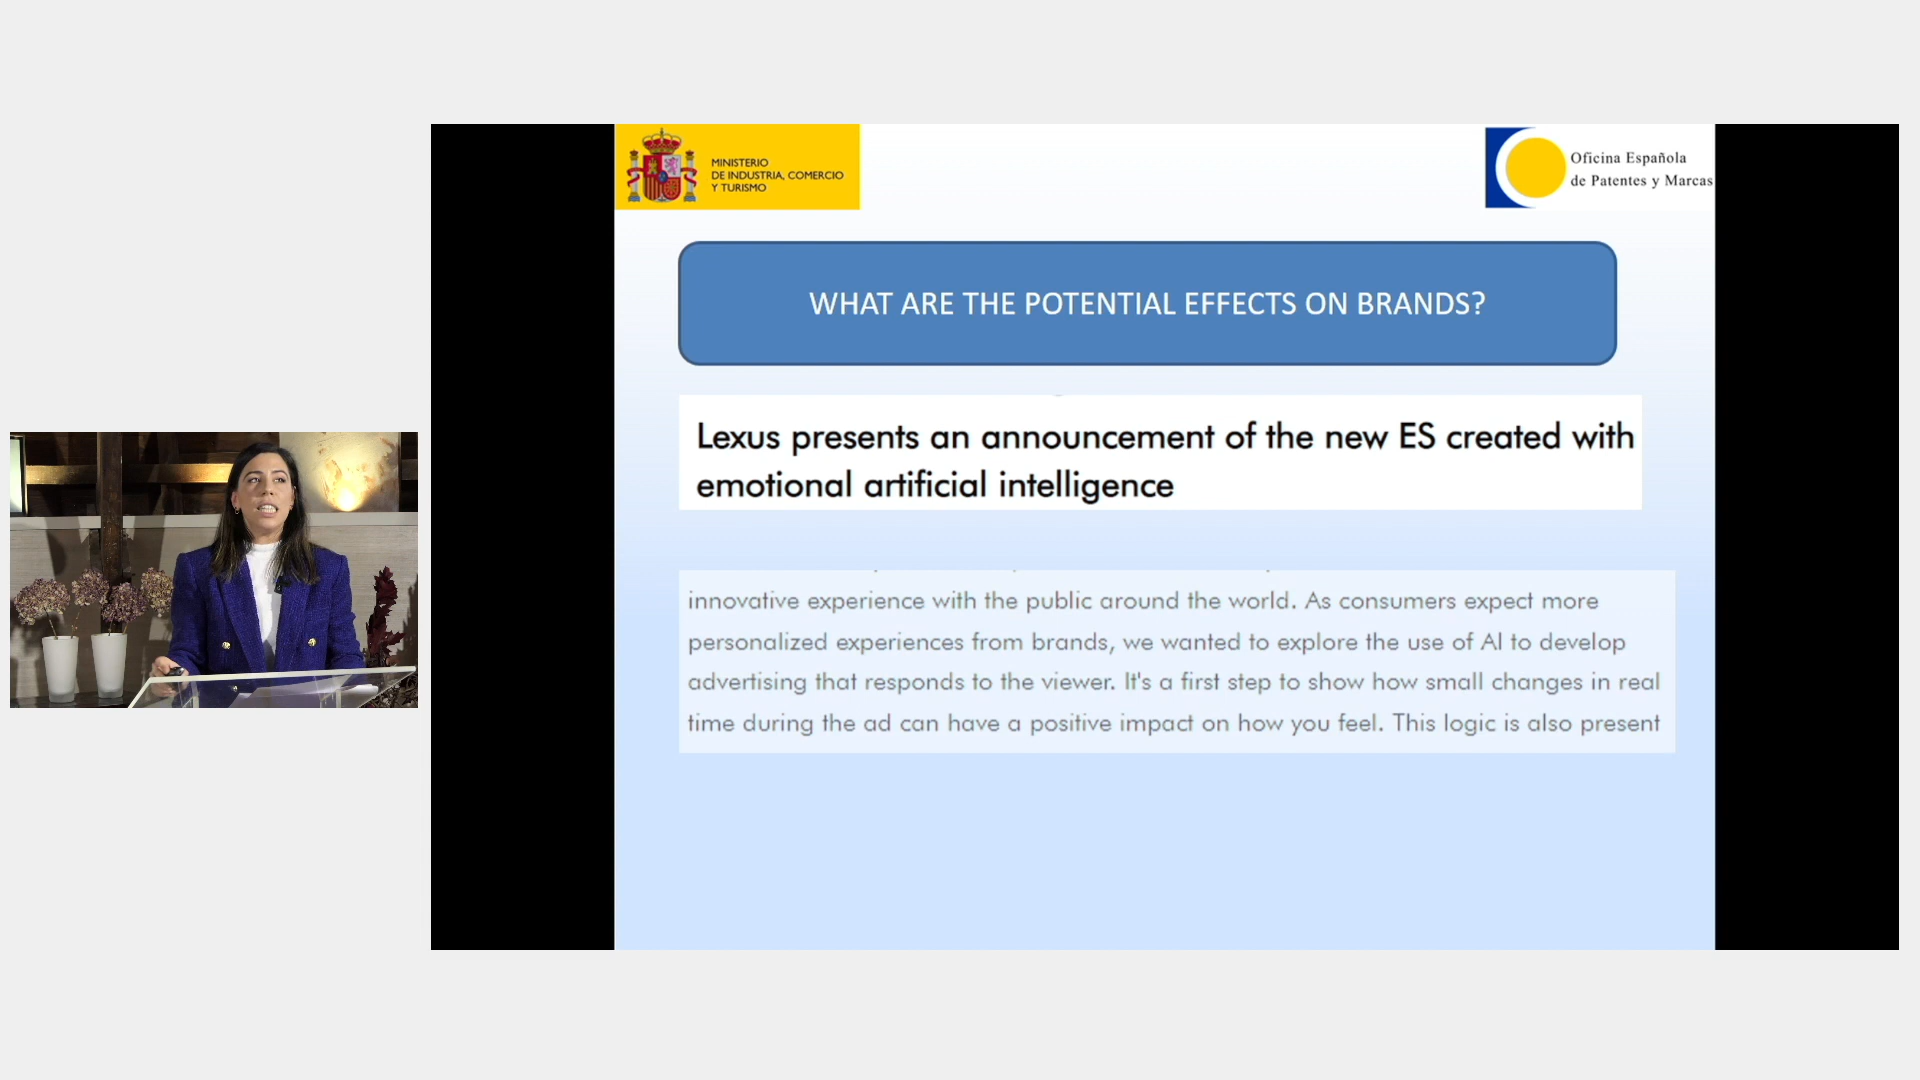 MINISTERIO
DE INDUSTRIA, COMERCIO
Y TURISMO
Oficina Española
de Patentes y Marcas
WHAT ARE THE POTENTIAL EFFECTS ON BRANDS?
Lexus presents an announcement of the new ES created with
emotional artificial intelligence
innovative experience with the public around the world. As consumers expect more
personalized experiences from brands, we wanted to explore the use of AI to develop
advertising that responds to the viewer. It's a first step to show how small changes in real
time during the ad can have a positive impact on how you feel. This logic is also present